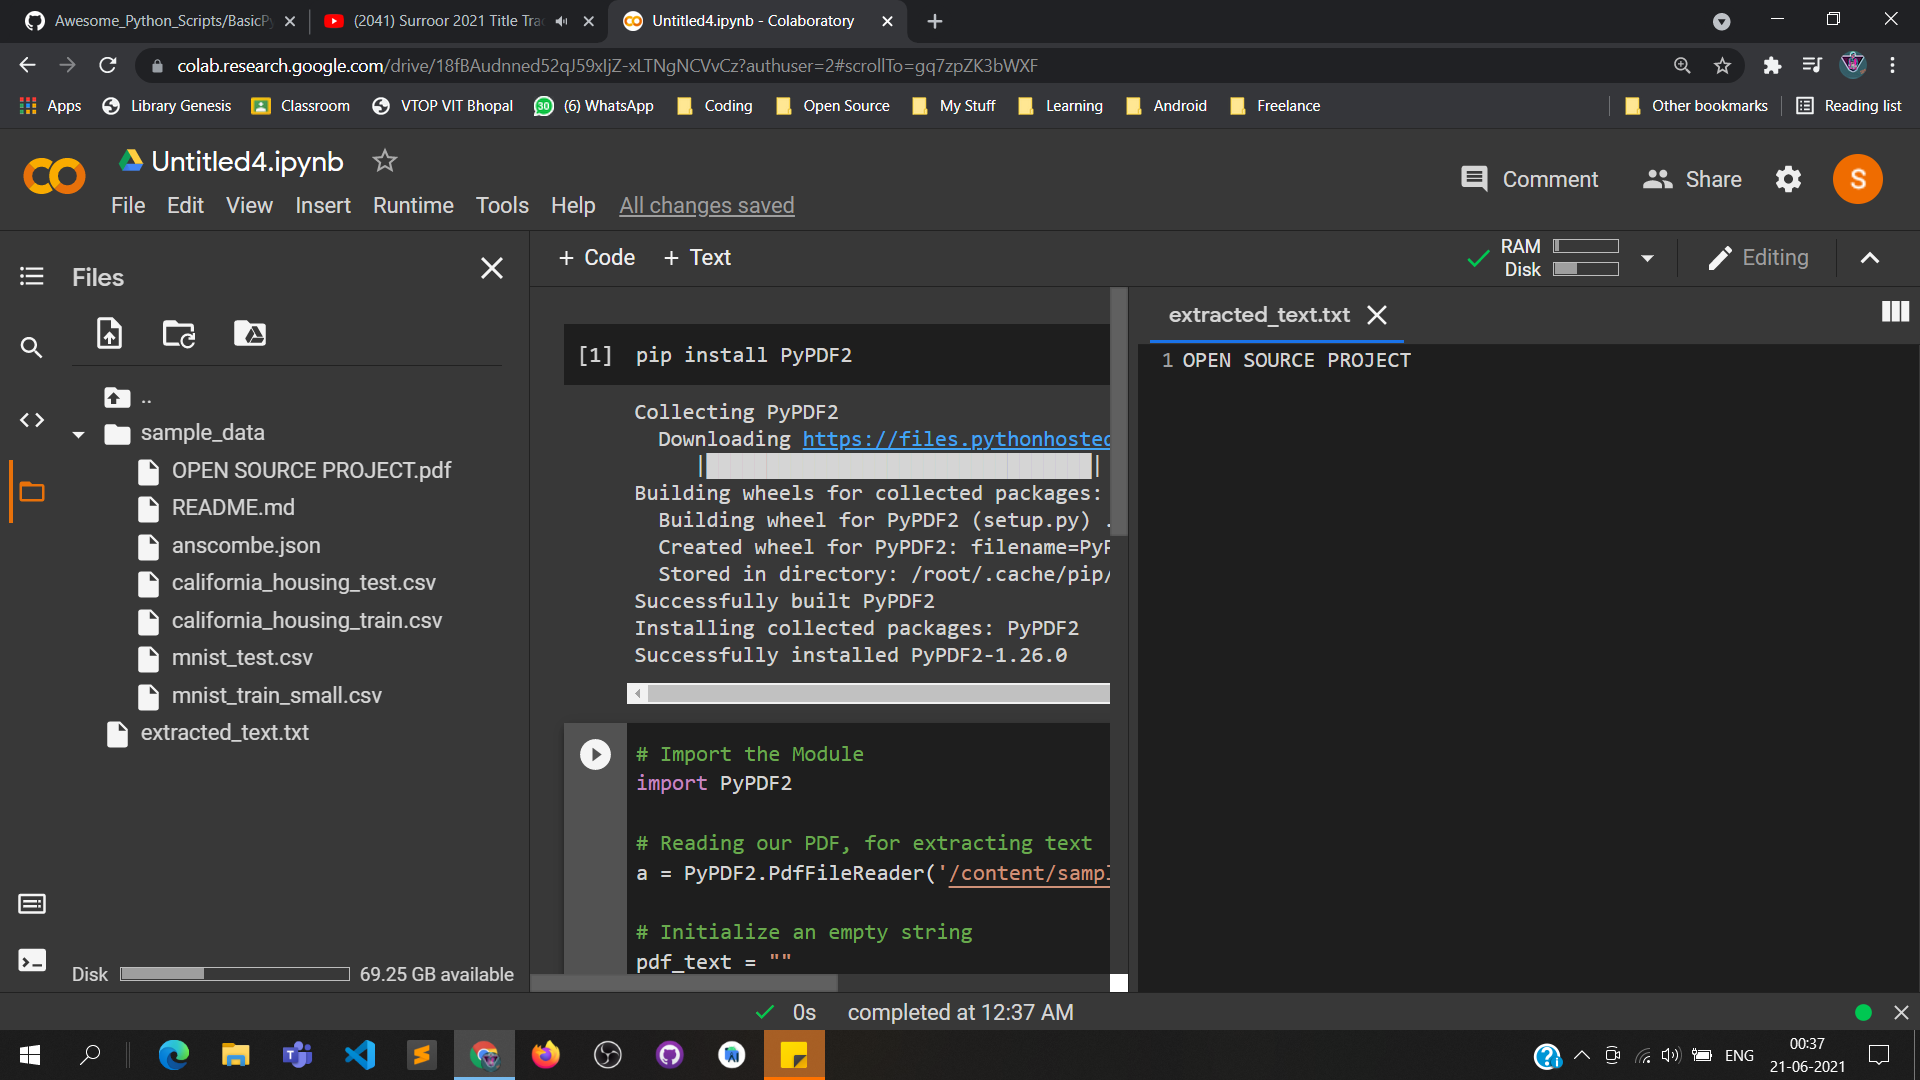 Awesome_Python_Scripts/BasicPy
(2041) Surroor 2021 Title Tra
Untitled4.ipynb - Colaboratory
colab.research.google.com/drive/18fBAudnned52qJ59xIjZ-xLTNgNCVvCz?authuser=2#scrollTo=gq7zpZK3bWXF
Apps
Library Genesis
Classroom
VTOP VIT Bhopal
30
(6) WhatsApp
Coding
Open Source
My Stuff
Learning
Android
Freelance
Other bookmarks
Reading list
Untitled4.ipynb
File Edit View Insert Runtime Tools Help All changes saved
Comment
Share
S
Files
+ Code + Text
RAM
Disk
Editing
..
sample_data
OPEN SOURCE PROJECT.pdf
README.md
anscombe.json
california_housing_test.csv
california_housing_train.csv
mnist_test.csv
mnist_train_small.csv
extracted_text.txt
Disk
69.25 GB available
[1] pip install PyPDF2
Collecting PyPDF2
Downloading https://files.pythonhosted
Building wheels for collected packages:
Building wheel for PyPDF2 (setup.py) .
Created wheel for PyPDF2: filename=PyP
Stored in directory: /root/.cache/pip/
Successfully built PyPDF2
Installing collected packages: PyPDF2
Successfully installed PyPDF2-1.26.0
# Import the Module
import PyPDF2
# Reading our PDF, for extracting text
a = PyPDF2.PdfFileReader('/content/sampl
# Initialize an empty string
pdf_text = ""
extracted_text.txt
1 OPEN SOURCE PROJECT
0s completed at 12:37 AM
ENG
00:37
21-06-2021